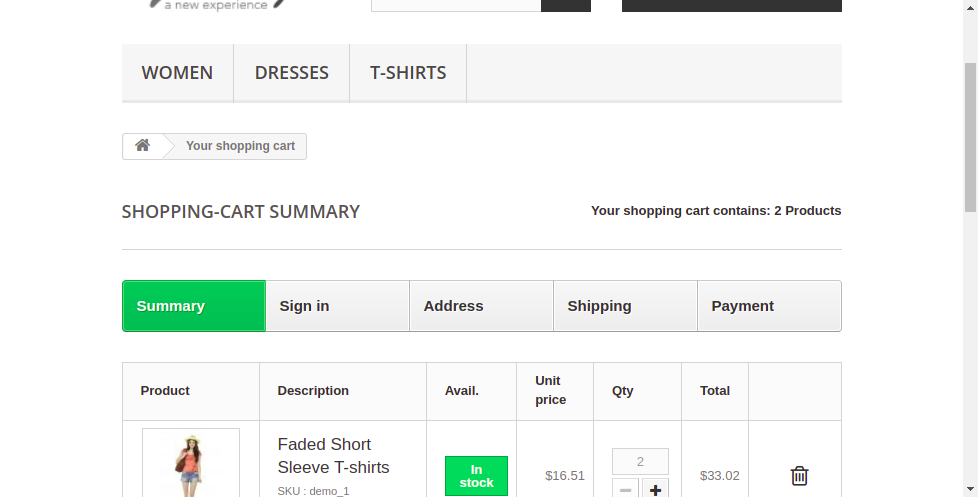 a new experience
WOMEN DRESSES T-SHIRTS
Your shopping cart
SHOPPING-CART SUMMARY
Your shopping cart contains: 2 Products
Summary Sign in Address Shipping Payment
Product Description Avail. Unit price Qty Total
Faded Short
Sleeve T-shirts
SKU : demo_1
In
stock
$16.51
2
$33.02